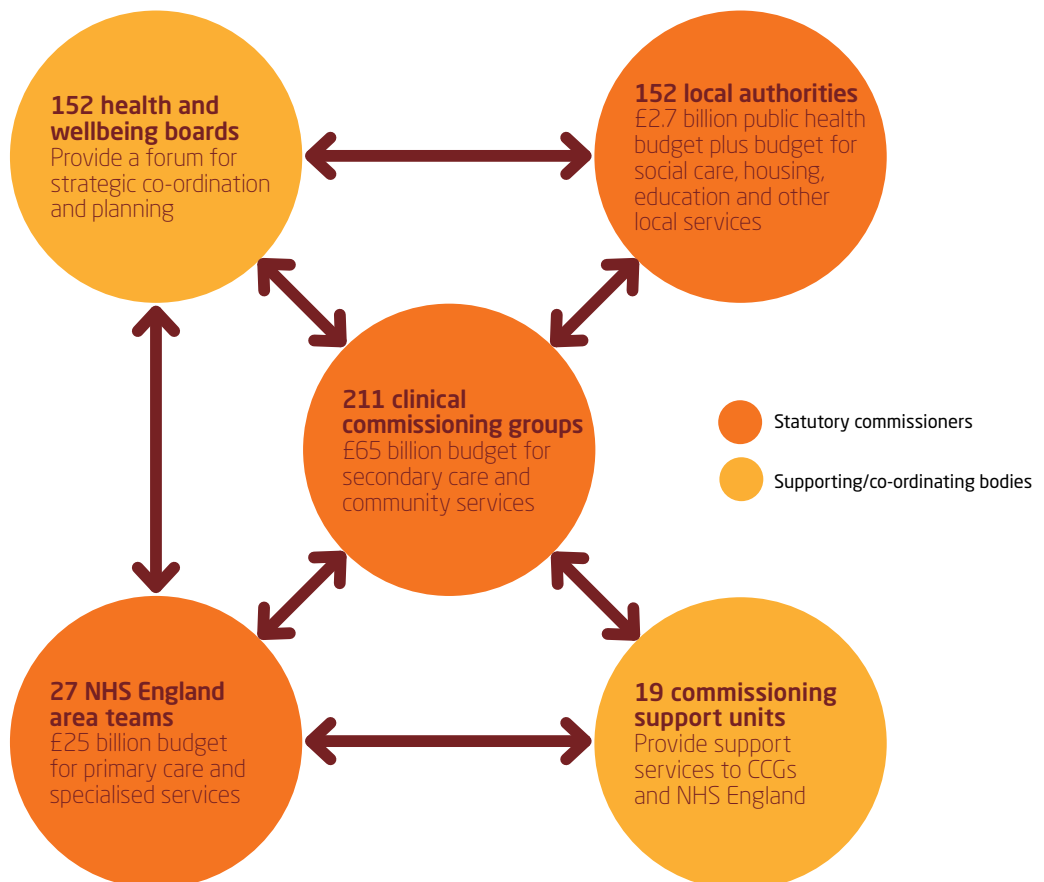 152 health and
wellbeing boards
Provide a forum for
strategic co-ordination
and planning
152 local authorities
£2.7 billion public health
budget plus budget for
social care, housing,
education and other
local services
211 clinical
commissioning groups
£65 billion budget for
secondary care and
community services
Statutory commissioners
Supporting/co-ordinating bodies
27 NHS England
area teams
£25 billion budget
for primary care and
specialised services
19 commissioning
support units
Provide support
services to CCGs
and NHS England